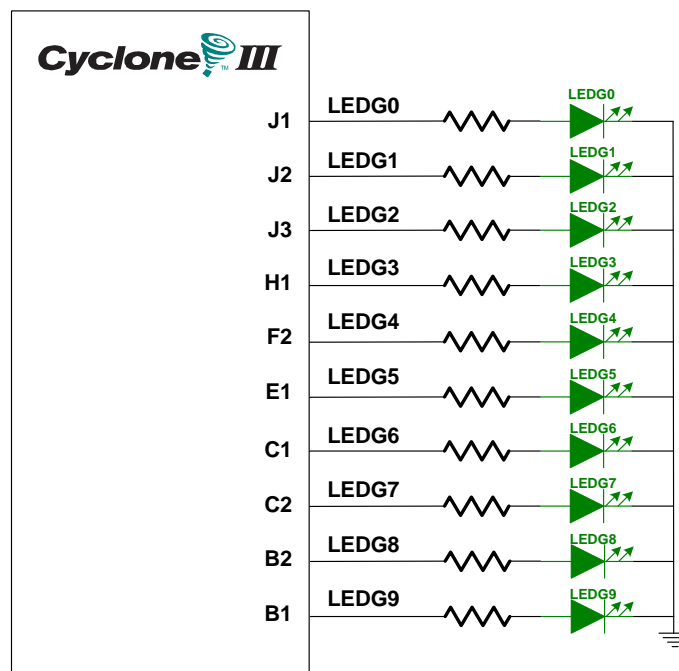 Cyclone III
TM
LEDG0
J1 LEDG0
LEDG1
J2 LEDG1
LEDG2
J3 LEDG2
LEDG3
H1 LEDG3
LEDG4
F2 LEDG4
LEDG5
E1 LEDG5
LEDG6
C1 LEDG6
LEDG7
C2 LEDG7
LEDG8
B2 LEDG8
LEDG9
B1 LEDG9